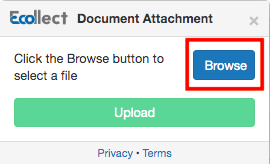 Ecollect Document Attachment ×
Click the Browse button to
select a file
Browse
Upload
Privacy • Terms